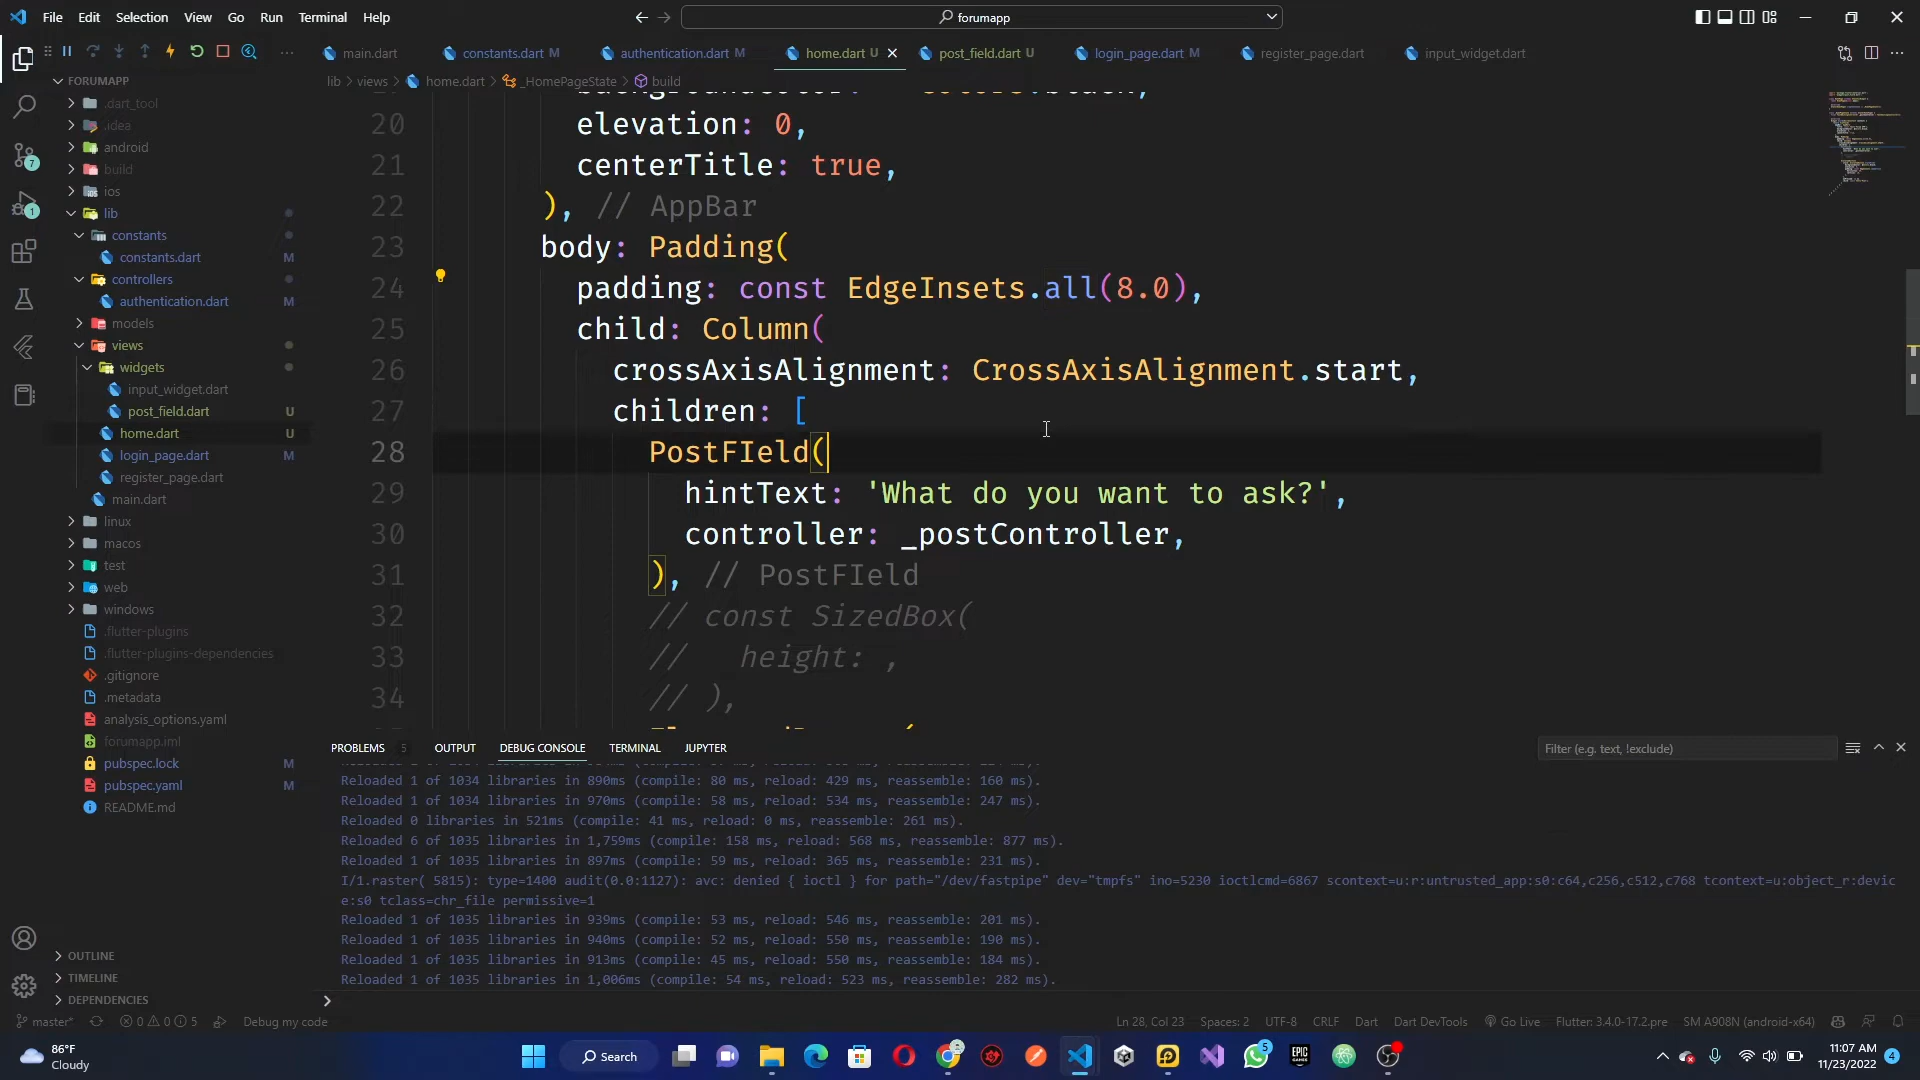 File Edit Selection View Go Run Terminal Help
forumapp
main.dart constants.dart M authentication.dart M home.dart U post_field.dart U login_page.dart M register_page.dart input_widget.dart
lib > views > home.dart > _HomePageState > build
FORUMAPP
.dart_tool
.idea
android
build
ios
lib
constants
constants.dart M
controllers
authentication.dart M
models
views
widgets
input_widget.dart
post_field.dart U
home.dart U
login_page.dart M
register_page.dart
main.dart
linux
macos
test
web
windows
.flutter-plugins
.flutter-plugins-dependencies
.gitignore
.metadata
analysis_options.yaml
forumapp.iml
pubspec.lock M
pubspec.yaml M
README.md
OUTLINE
TIMELINE
DEPENDENCIES
7
1
20 elevation: 0,
21 centerTitle: true,
22 ), // AppBar
23 body: Padding(
24 padding: const EdgeInsets.all(8.0),
25 child: Column(
26 crossAxisAlignment: CrossAxisAlignment.start,
27 children: [
28 PostFIeld(
29 hintText: 'What do you want to ask?',
30 controller: _postController,
31 ), // PostFIeld
32 // const SizedBox(
33 // height: ,
34 // ),
PROBLEMS 5 OUTPUT DEBUG CONSOLE TERMINAL JUPYTER
Filter (e.g. text, !exclude)
Reloaded 1 of 1034 libraries in 890ms (compile: 80 ms, reload: 429 ms, reassemble: 160 ms).
Reloaded 1 of 1034 libraries in 970ms (compile: 58 ms, reload: 534 ms, reassemble: 247 ms).
Reloaded 0 libraries in 521ms (compile: 41 ms, reload: 0 ms, reassemble: 261 ms).
Reloaded 6 of 1035 libraries in 1,759ms (compile: 158 ms, reload: 568 ms, reassemble: 877 ms).
Reloaded 1 of 1035 libraries in 897ms (compile: 59 ms, reload: 365 ms, reassemble: 231 ms).
I/1.raster( 5815): type=1400 audit(0.0:1127): avc: denied { ioctl } for path="/dev/fastpipe" dev="tmpfs" ino=5230 ioctlcmd=6867 scontext=u:r:untrusted_app:s0:c64,c256,c512,c768 tcontext=u:object_r:devic
e:s0 tclass=chr_file permissive=1
Reloaded 1 of 1035 libraries in 939ms (compile: 53 ms, reload: 546 ms, reassemble: 201 ms).
Reloaded 1 of 1035 libraries in 940ms (compile: 52 ms, reload: 550 ms, reassemble: 190 ms).
Reloaded 1 of 1035 libraries in 913ms (compile: 45 ms, reload: 550 ms, reassemble: 184 ms).
Reloaded 1 of 1035 libraries in 1,006ms (compile: 54 ms, reload: 523 ms, reassemble: 282 ms).
master* 0 0 5 Debug my code Ln 28, Col 23 Spaces: 2 UTF-8 CRLF Dart Dart DevTools Go Live Flutter: 3.4.0-17.2.pre SM A908N (android-x64)
86°F
Cloudy
Search
5
EPIC GAMES
11:07 AM
11/23/2022
4